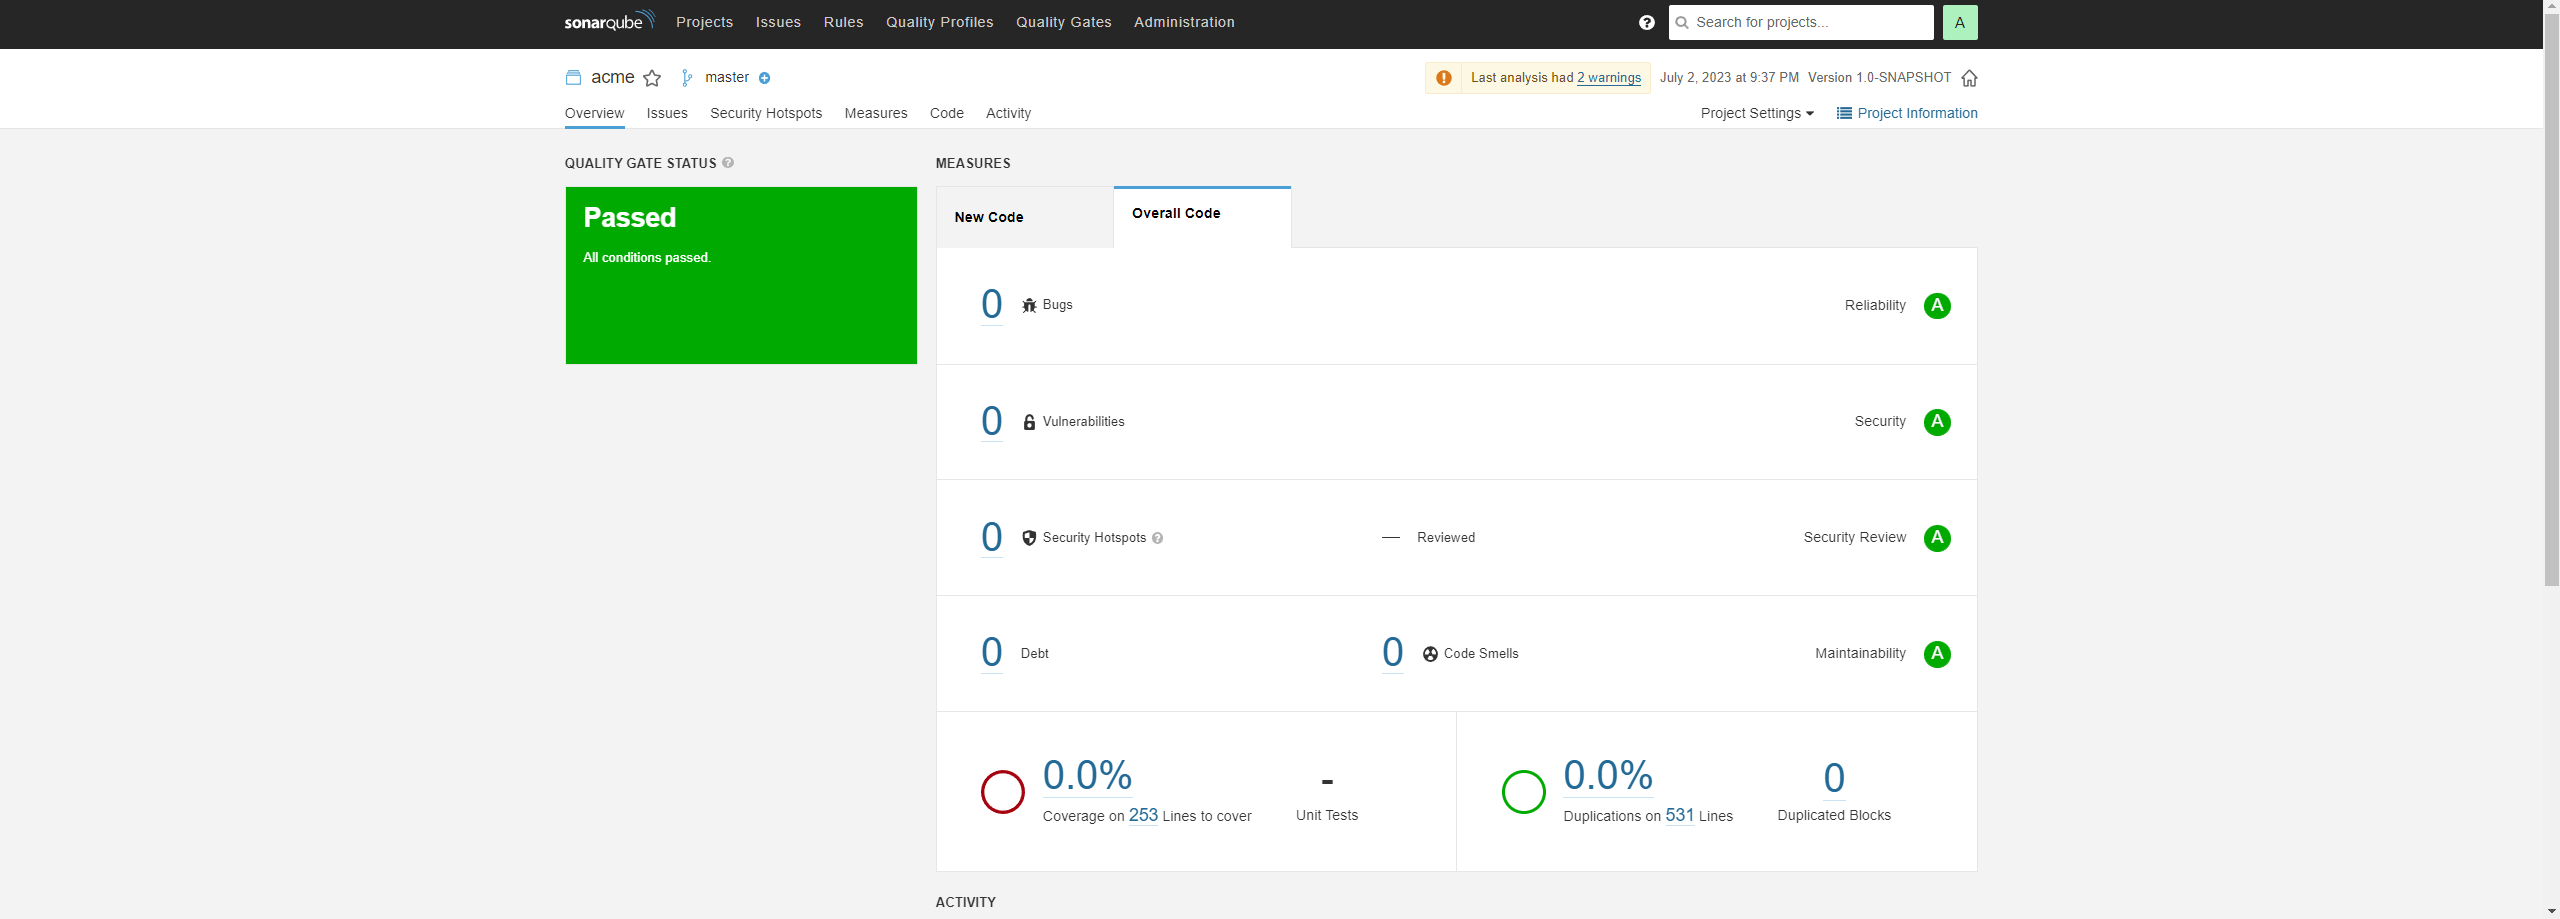 sonarqube Projects Issues Rules Quality Profiles Quality Gates Administration ? Search for projects... A
acme master Last analysis had 2 warnings July 2, 2023 at 9:37 PM Version 1.0-SNAPSHOT
Overview Issues Security Hotspots Measures Code Activity Project Settings Project Information
QUALITY GATE STATUS ?
Passed
All conditions passed.
MEASURES
New Code Overall Code
0 Bugs Reliability A
0 Vulnerabilities Security A
0 Security Hotspots ? — Reviewed Security Review A
0 Debt 0 Code Smells Maintainability A
0.0% -
Coverage on 253 Lines to cover Unit Tests
0.0% 0
Duplications on 531 Lines Duplicated Blocks
ACTIVITY